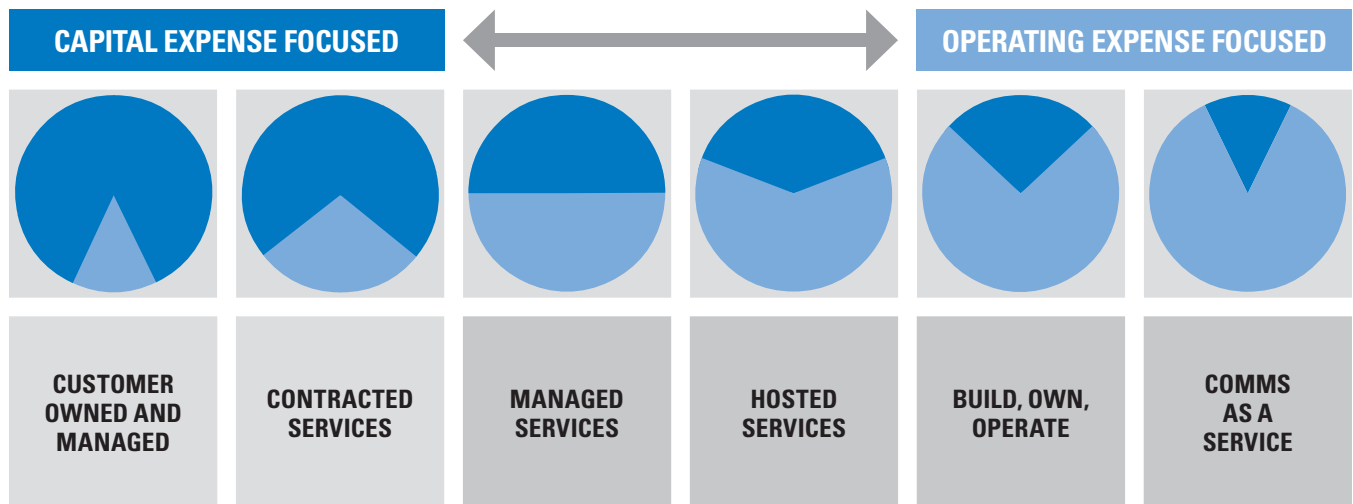 CAPITAL EXPENSE FOCUSED
OPERATING EXPENSE FOCUSED
CUSTOMER
OWNED AND
MANAGED
CONTRACTED
SERVICES
MANAGED
SERVICES
HOSTED
SERVICES
BUILD, OWN,
OPERATE
COMMS
AS A
SERVICE